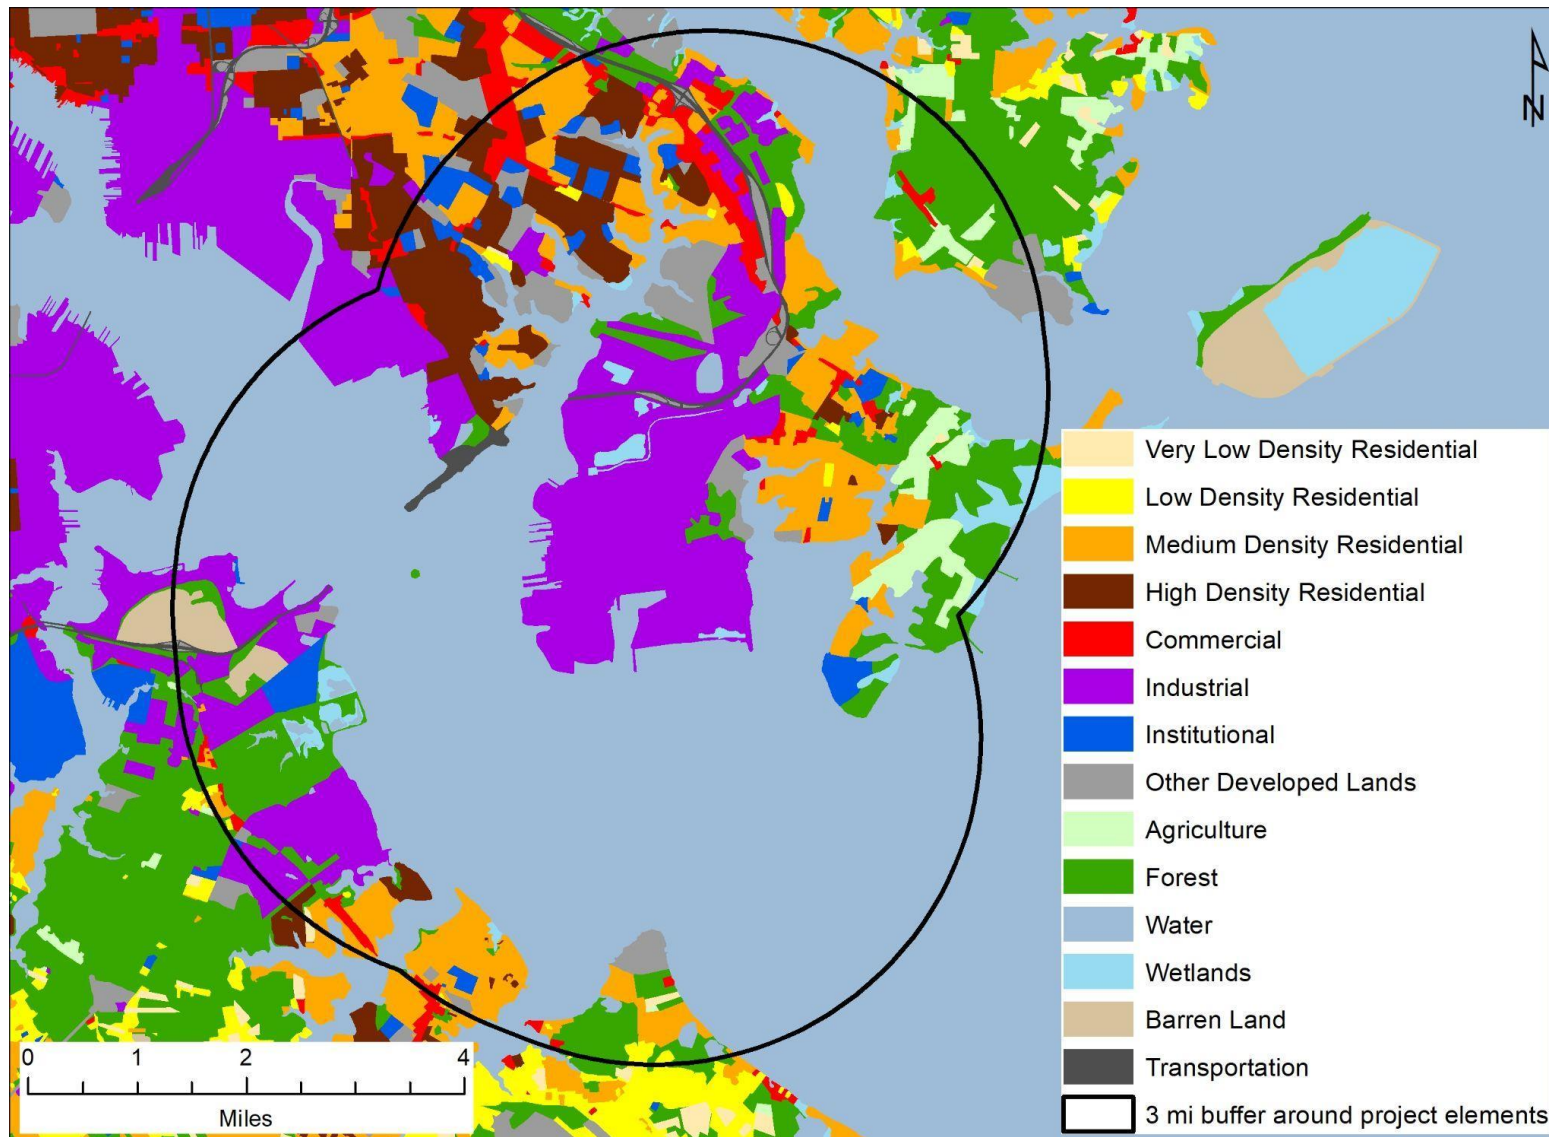 N
Very Low Density Residential
Low Density Residential
Medium Density Residential
High Density Residential
Commercial
Industrial
Institutional
Other Developed Lands
Agriculture
Forest
Water
Wetlands
Barren Land
Transportation
3 mi buffer around project elements
0 1 2 4
Miles